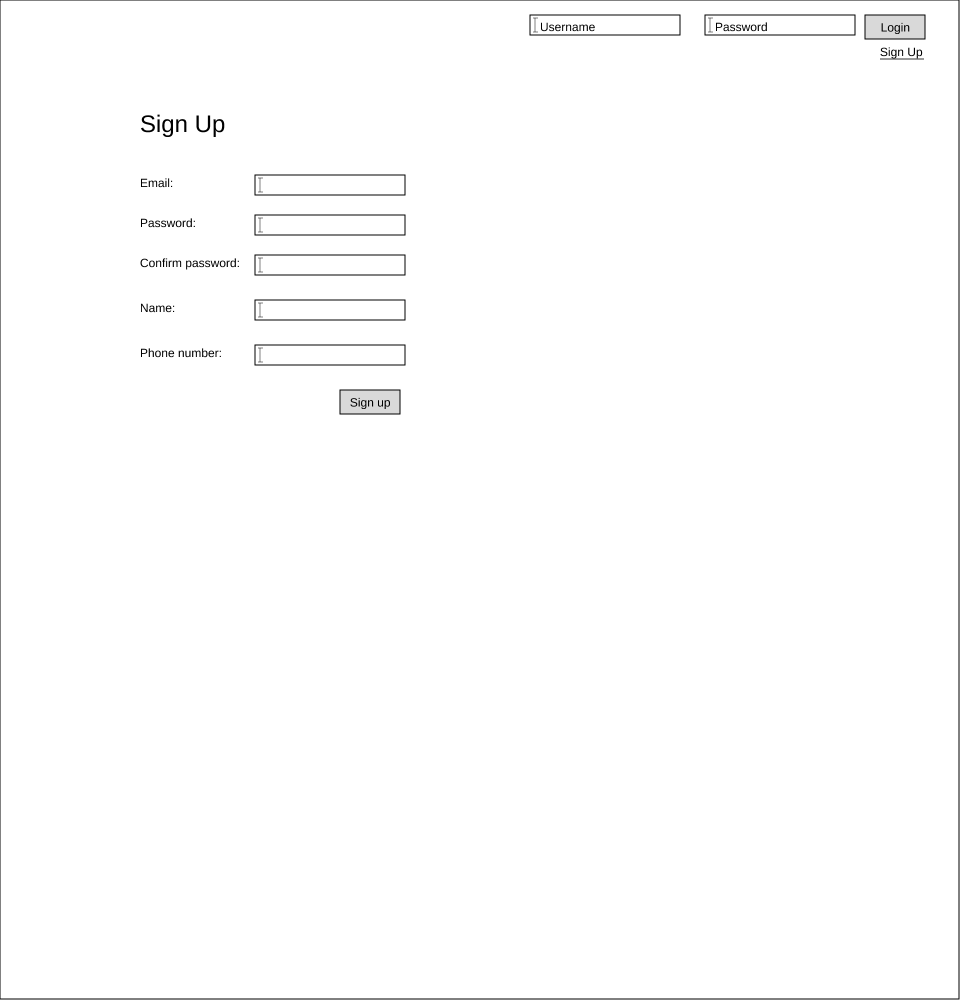 Username Password Login
Sign Up
Sign Up
Email:
Password:
Confirm password:
Name:
Phone number:
Sign up